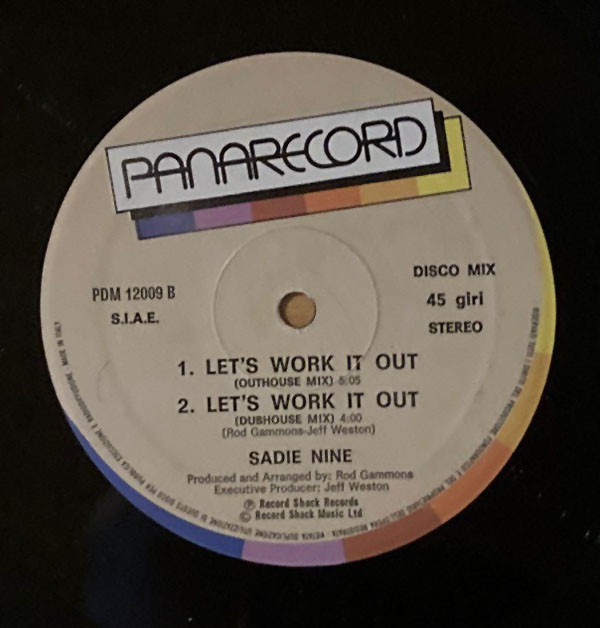 PANARECORD
PDM 12009 B
S.I.A.E.
DISCO MIX
45 giri
STEREO
1. LET'S WORK IT OUT
(OUTHOUSE MIX) 5:05
2. LET'S WORK IT OUT
(DUBHOUSE MIX) 4:00
(Rod Gammons-Jeff Weston)
SADIE NINE
Produced and Arranged by: Rod Gammons
Executive Producer: Jeff Weston
℗ Record Shack Records
© Record Shack Music Ltd